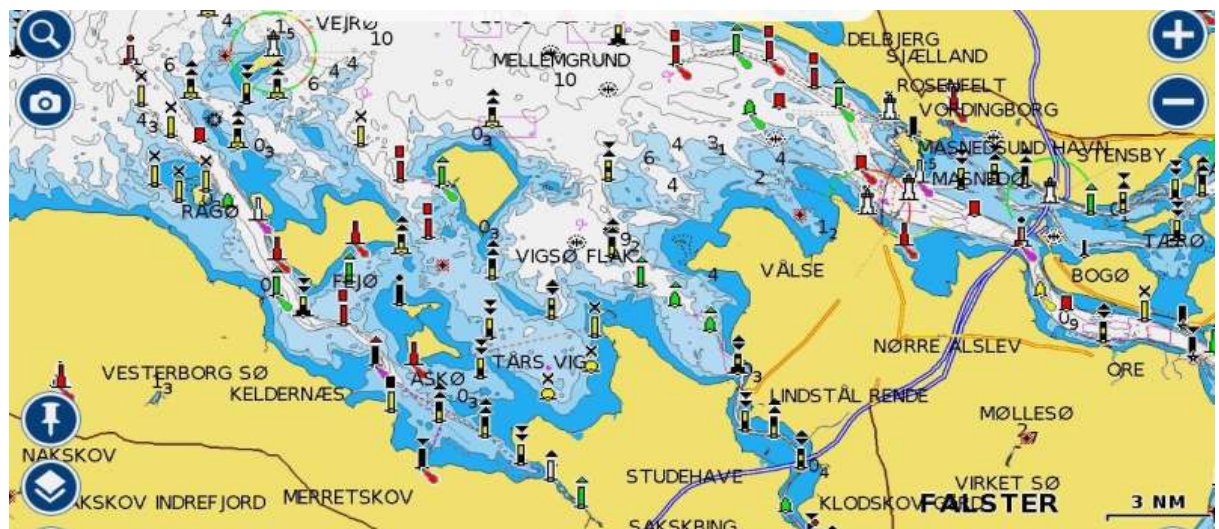 VEJRØ
10
DELBJERG
SJÆLLAND
MELLEMGRUND
10
ROSENFELT
VORDINGBORG
MASNEDSUND HAVN
STENSBY
MASNEDØ
RAGØ
VIGSØ FLAK
VÅLSE
TÆRØ
BOGØ
FEJØ
NØRRE ALSLEV
TÅRS VIG
ORE
VESTERBORG SØ
ASKØ
KELDERNÆS
LINDSTÅL RENDE
MØLLESØ
NAKSKOV
STUDEHAVE
VIRKET SØ
AKSKOV INDREFJORD
MERRETSKOV
KLODSKOV
FALSTER
3 NM
SAKSKBING